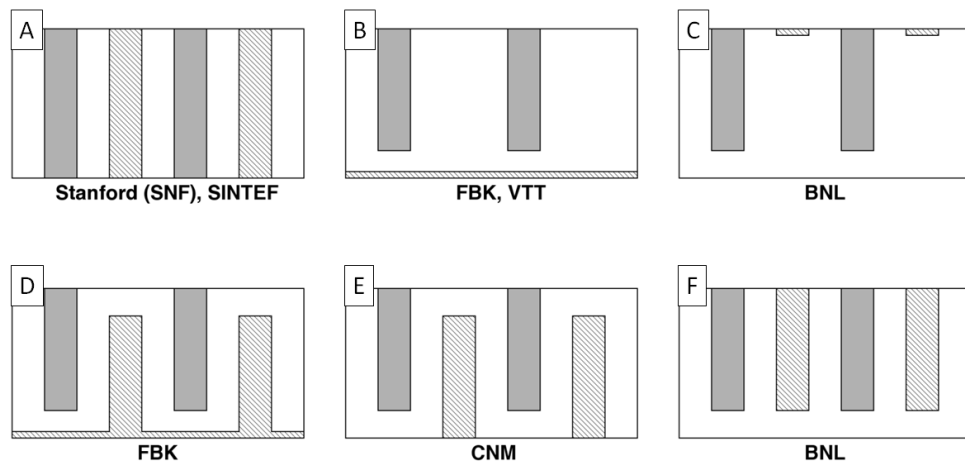 A
B
C
Stanford (SNF), SINTEF
FBK, VTT
BNL
D
E
F
FBK
CNM
BNL